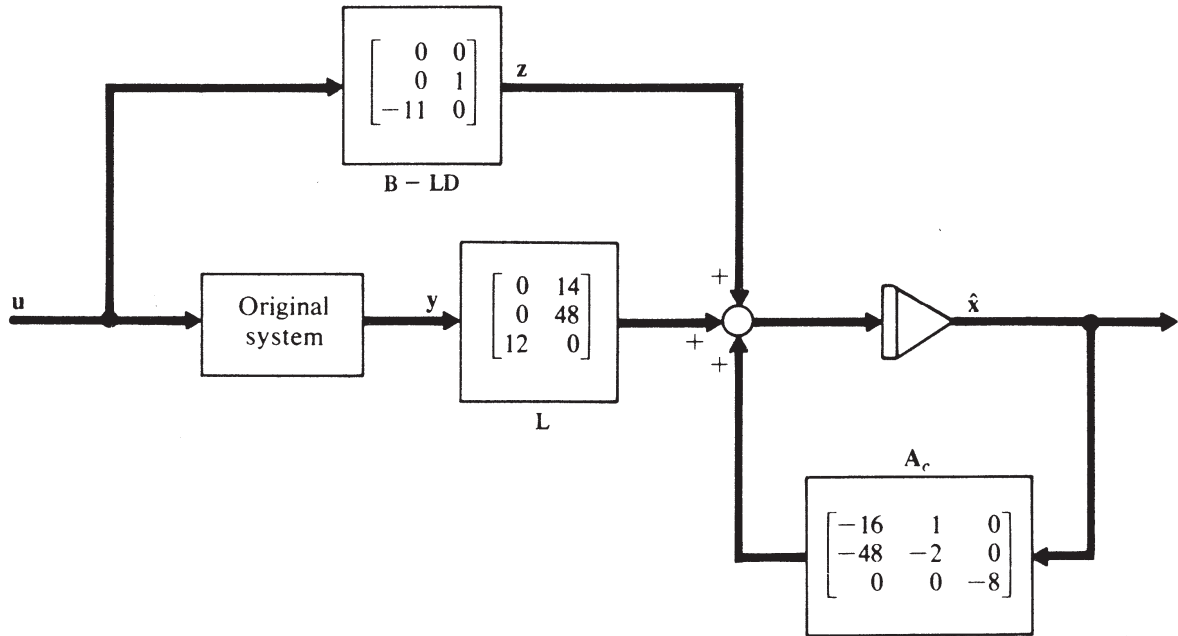 0 0
0 1
−11 0
z
B − LD
u
Original
system
y
0 14
0 48
12 0
L
+
+
+
x̂
A_c
−16 1 0
−48 −2 0
0 0 −8